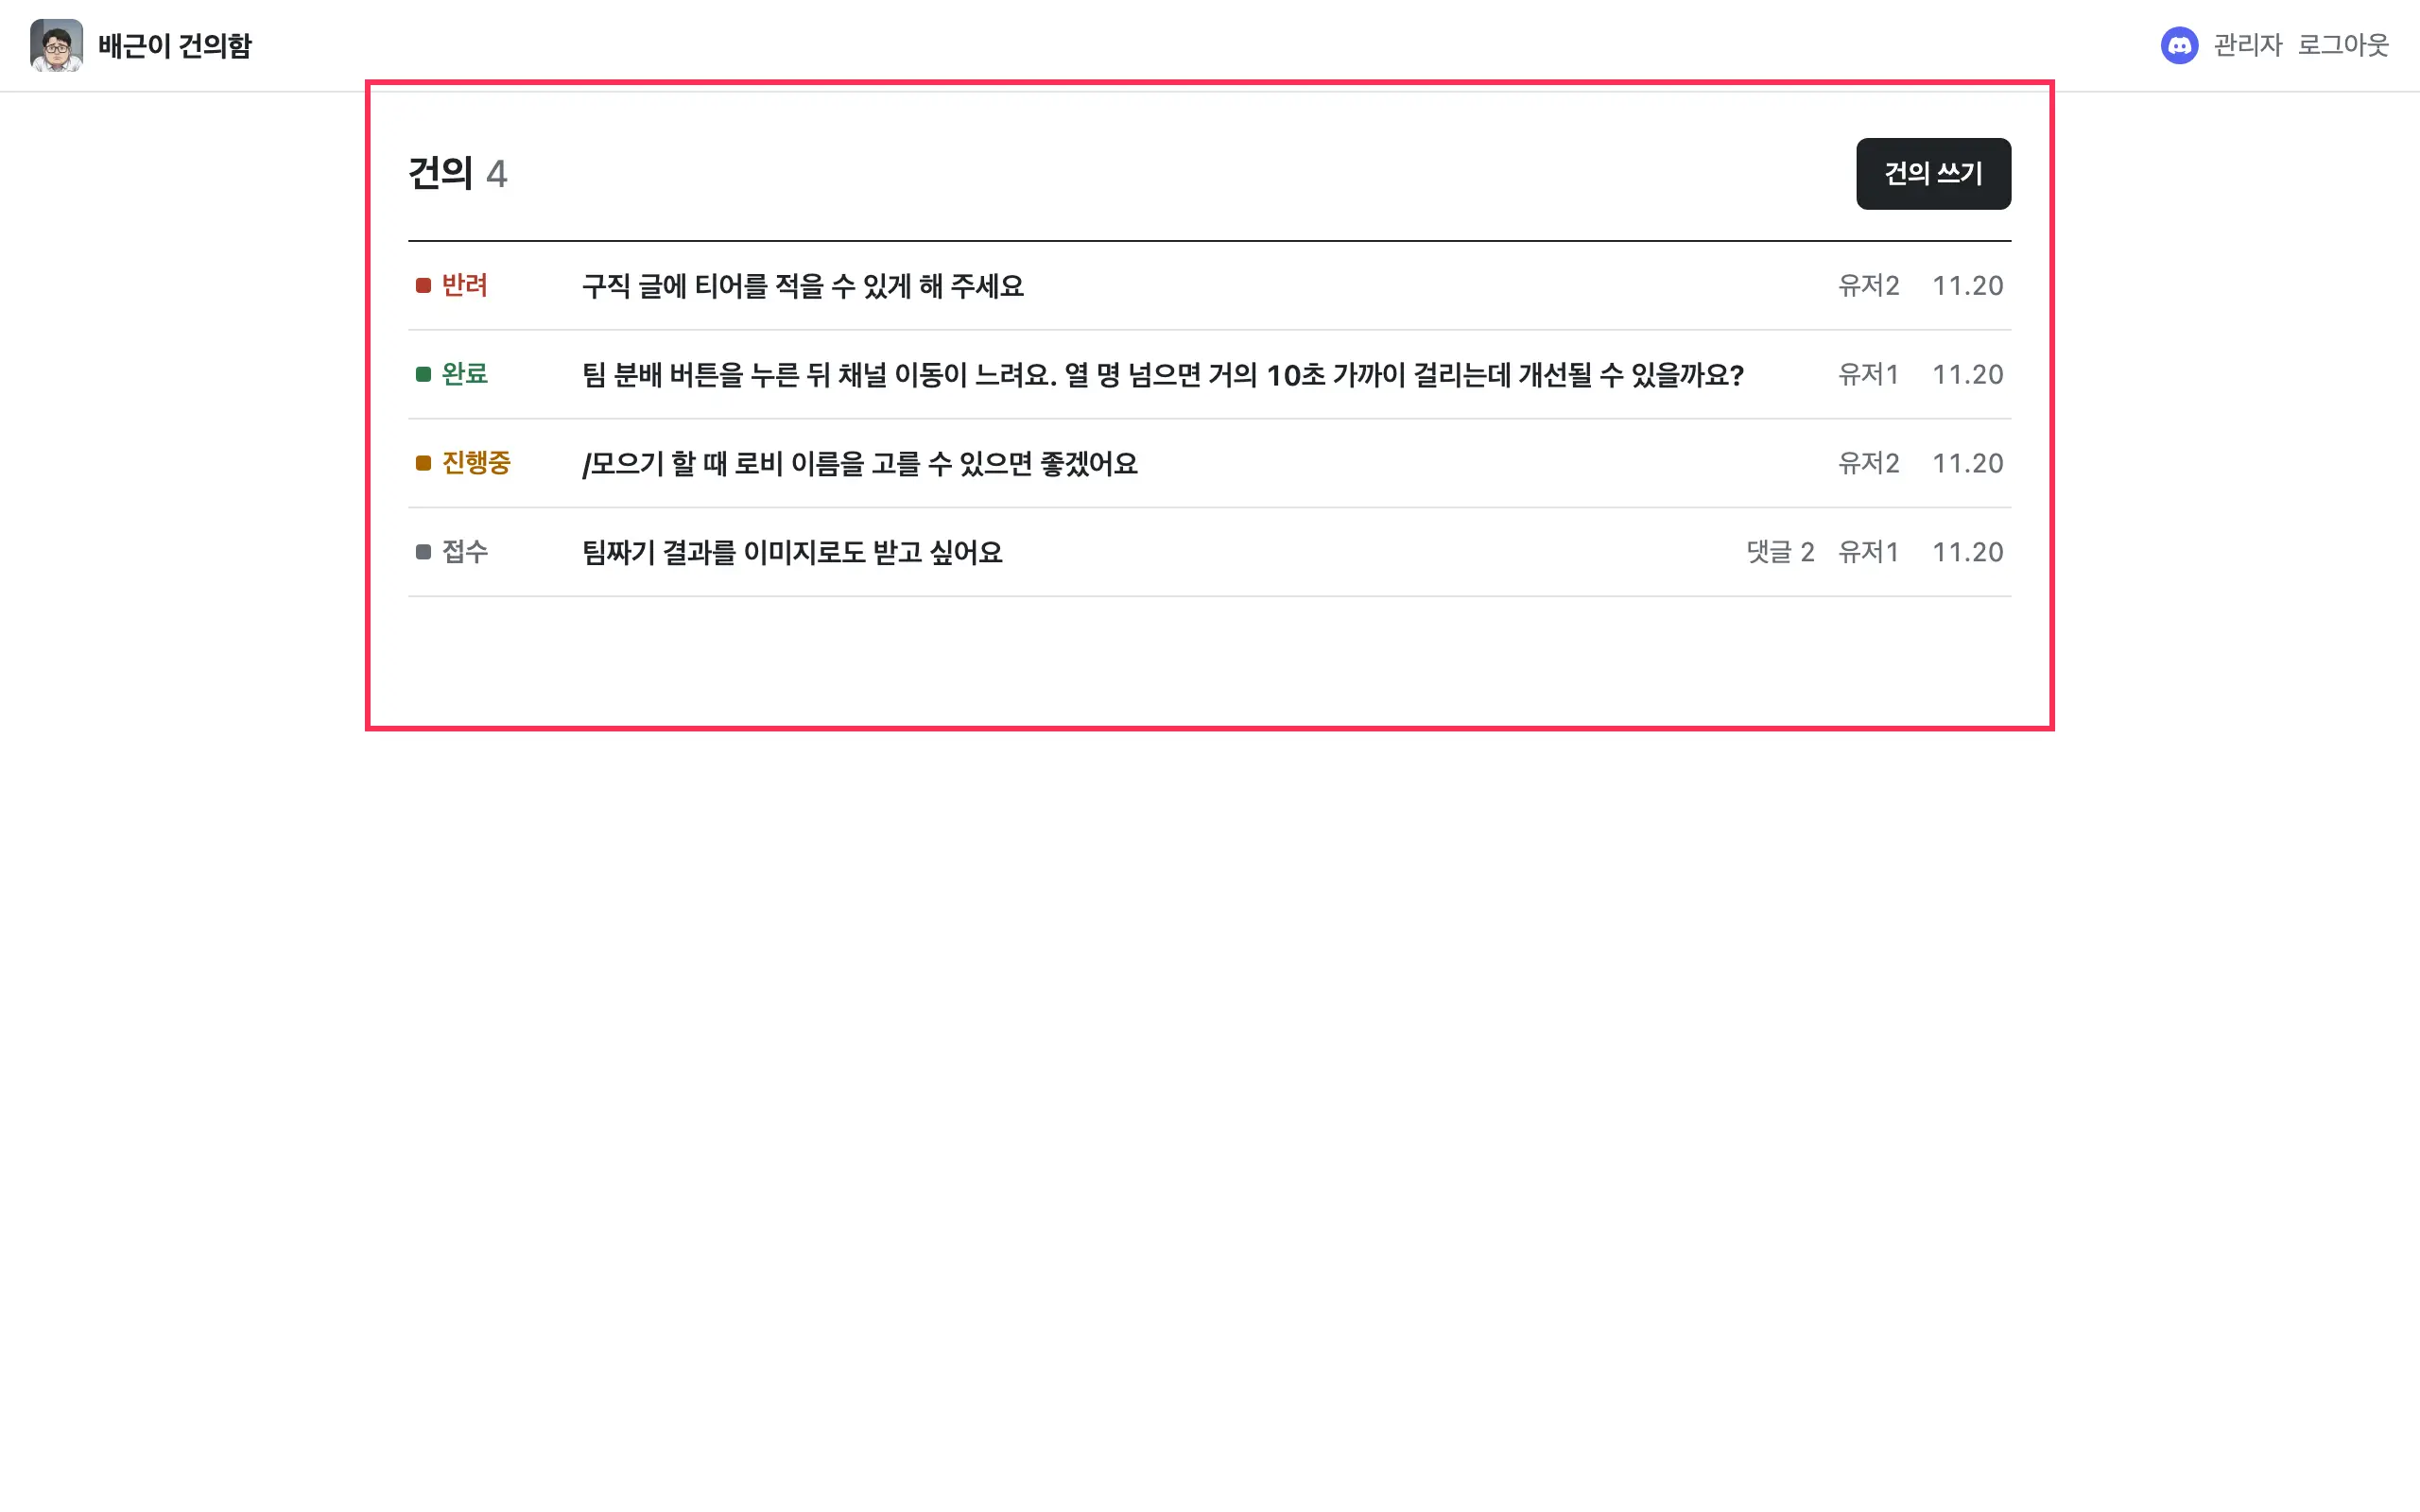 배근이 건의함
관리자 로그아웃
건의 4
건의 쓰기
반려 구직 글에 티어를 적을 수 있게 해 주세요 유저2 11.20
완료 팀 분배 버튼을 누른 뒤 채널 이동이 느려요. 열 명 넘으면 거의 10초 가까이 걸리는데 개선될 수 있을까요? 유저1 11.20
진행중 /모으기 할 때 로비 이름을 고를 수 있으면 좋겠어요 유저2 11.20
접수 팀짜기 결과를 이미지로도 받고 싶어요 댓글 2 유저1 11.20